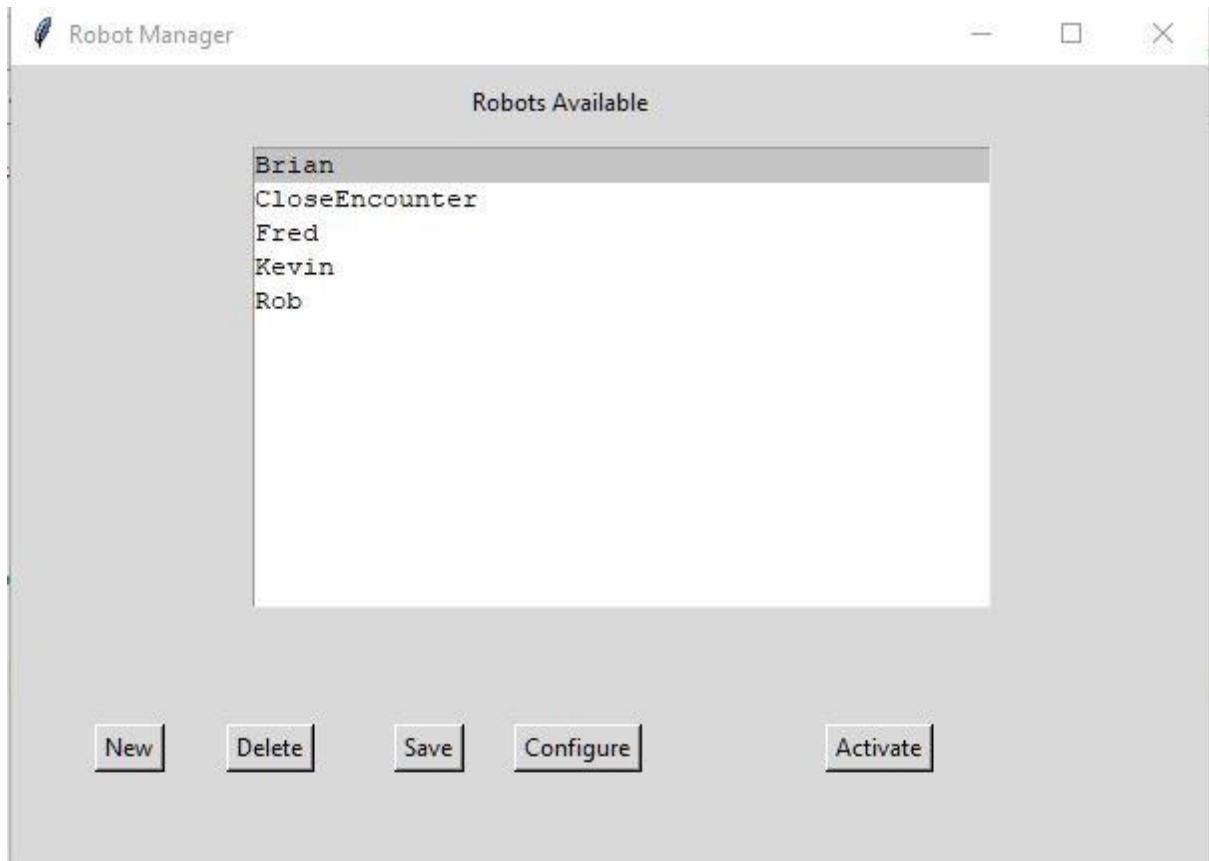 Robot Manager
Robots Available
Brian
CloseEncounter
Fred
Kevin
Rob
New Delete Save Configure Activate